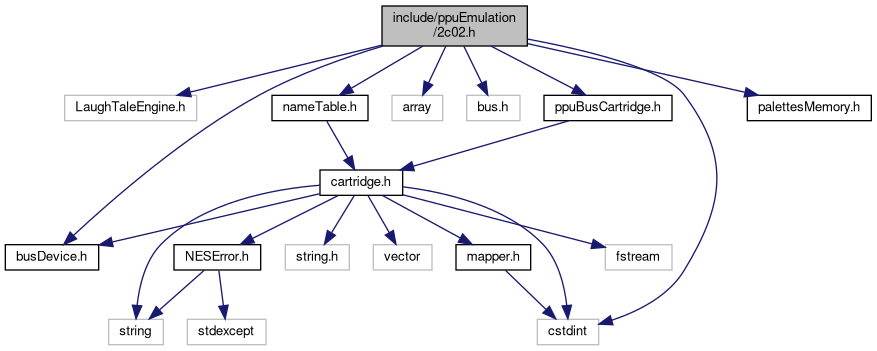 include/ppuEmulation
/2c02.h
LaughTaleEngine.h
nameTable.h
array
bus.h
ppuBusCartridge.h
palettesMemory.h
cartridge.h
busDevice.h
NESError.h
string.h
vector
mapper.h
fstream
string
stdexcept
cstdint